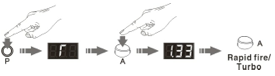 P
A
133
A
Rapid fire/
Turbo